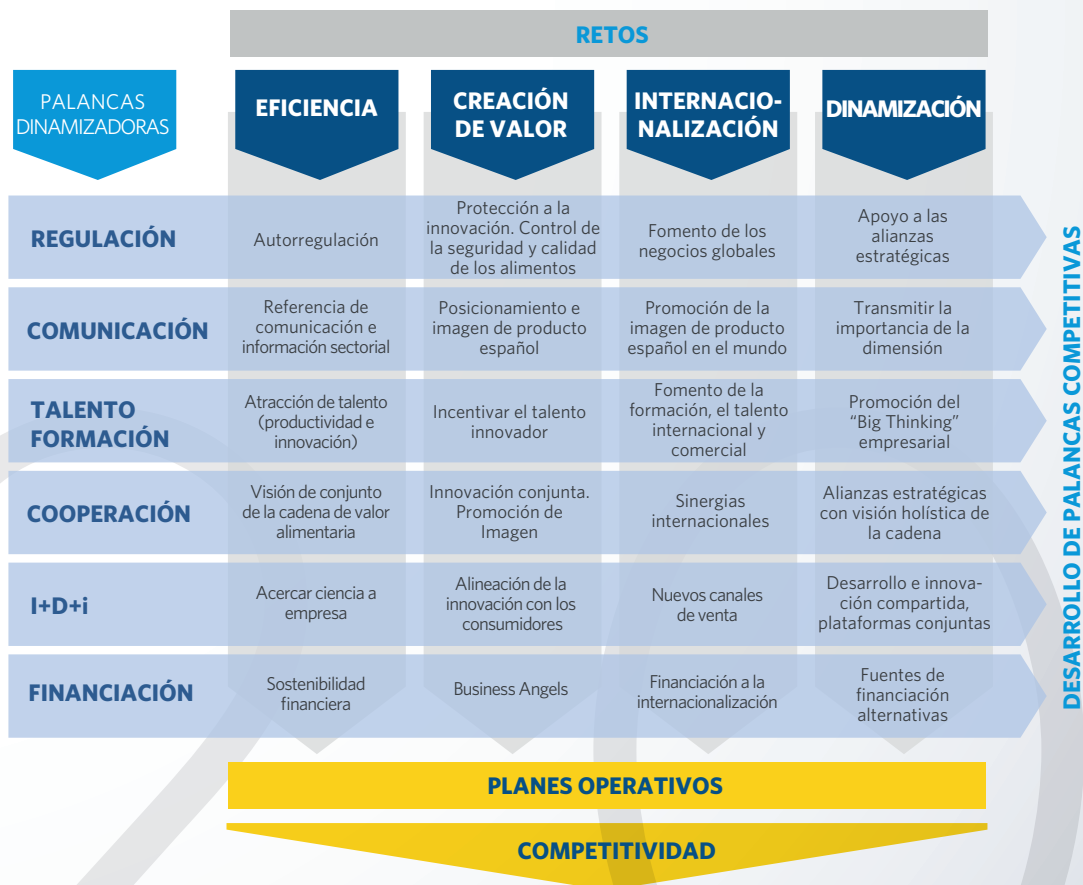 RETOS
PALANCAS
DINAMIZADORAS
EFICIENCIA
CREACIÓN
DE VALOR
INTERNACIO-
NALIZACIÓN
DINAMIZACIÓN
REGULACIÓN
Autorregulación
Protección a la
innovación. Control de
la seguridad y calidad
de los alimentos
Fomento de los
negocios globales
Apoyo a las
alianzas
estratégicas
COMUNICACIÓN
Referencia de
comunicación e
información sectorial
Posicionamiento e
imagen de producto
español
Promoción de la
imagen de producto
español en el mundo
Transmitir la
importancia de la
dimensión
TALENTO
FORMACIÓN
Atracción de talento
(productividad e
innovación)
Incentivar el talento
innovador
Fomento de la
formación, el talento
internacional y
comercial
Promoción del
“Big Thinking”
empresarial
COOPERACIÓN
Visión de conjunto
de la cadena de valor
alimentaria
Innovación conjunta.
Promoción de
Imagen
Sinergias
internacionales
Alianzas estratégicas
con visión holística de
la cadena
I+D+i
Acercar ciencia a
empresa
Alineación de la
innovación con los
consumidores
Nuevos canales
de venta
Desarrollo e innova-
ción compartida,
plataformas conjuntas
FINANCIACIÓN
Sostenibilidad
financiera
Business Angels
Financiación a la
internacionalización
Fuentes de
financiación
alternativas
DESARROLLO DE PALANCAS COMPETITIVAS
PLANES OPERATIVOS
COMPETITIVIDAD